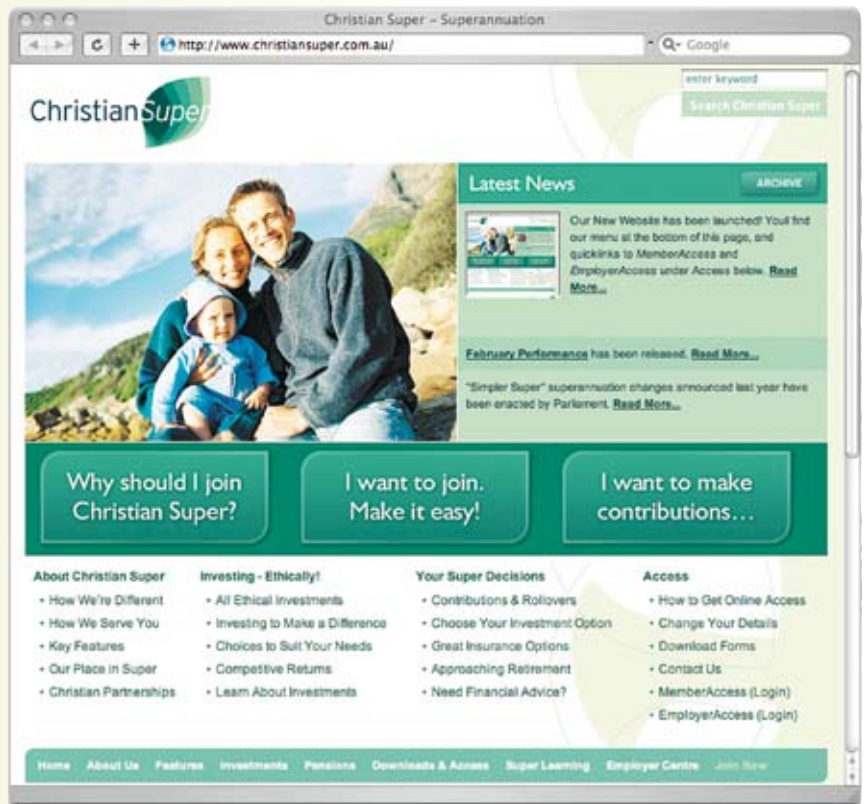 Christian Super – Superannuation
http://www.christiansuper.com.au/
Google
enter keyword
Search Christian Super
ChristianSuper
Latest News
ARCHIVE
Our New Website has been launched! Youll find
our menu at the bottom of this page, and
quicklinks to MemberAccess and
EmployerAccess under Access below. Read
More...
February Performance has been released. Read More...
"Simpler Super" superannuation changes announced last year have
been enacted by Parliament. Read More...
Why should I join
Christian Super?
I want to join.
Make it easy!
I want to make
contributions...
About Christian Super
• How We're Different
• How We Serve You
• Key Features
• Our Place in Super
• Christian Partnerships
Investing - Ethically!
• All Ethical Investments
• Investing to Make a Difference
• Choices to Suit Your Needs
• Competitive Returns
• Learn About Investments
Your Super Decisions
• Contributions & Rollovers
• Choose Your Investment Option
• Great Insurance Options
• Approaching Retirement
• Need Financial Advice?
Access
• How to Get Online Access
• Change Your Details
• Download Forms
• Contact Us
• MemberAccess (Login)
• EmployerAccess (Login)
Home About Us Features Investments Pensions Downloads & Access Super Learning Employer Centre Join Now